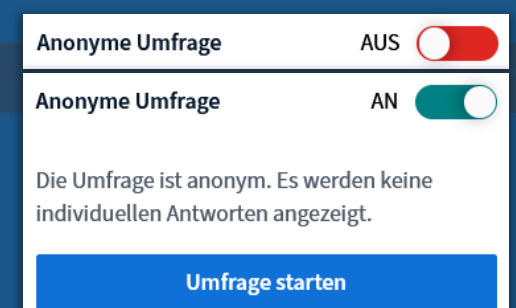 Anonyme Umfrage AUS
Anonyme Umfrage AN
Die Umfrage ist anonym. Es werden keine
individuellen Antworten angezeigt.
Umfrage starten